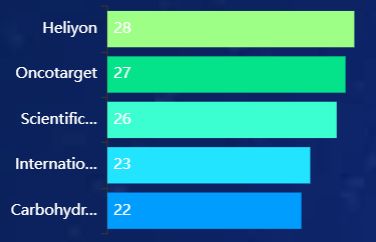 Heliyon 28
Oncotarget 27
Scientific... 26
Internatio... 23
Carbohydr... 22